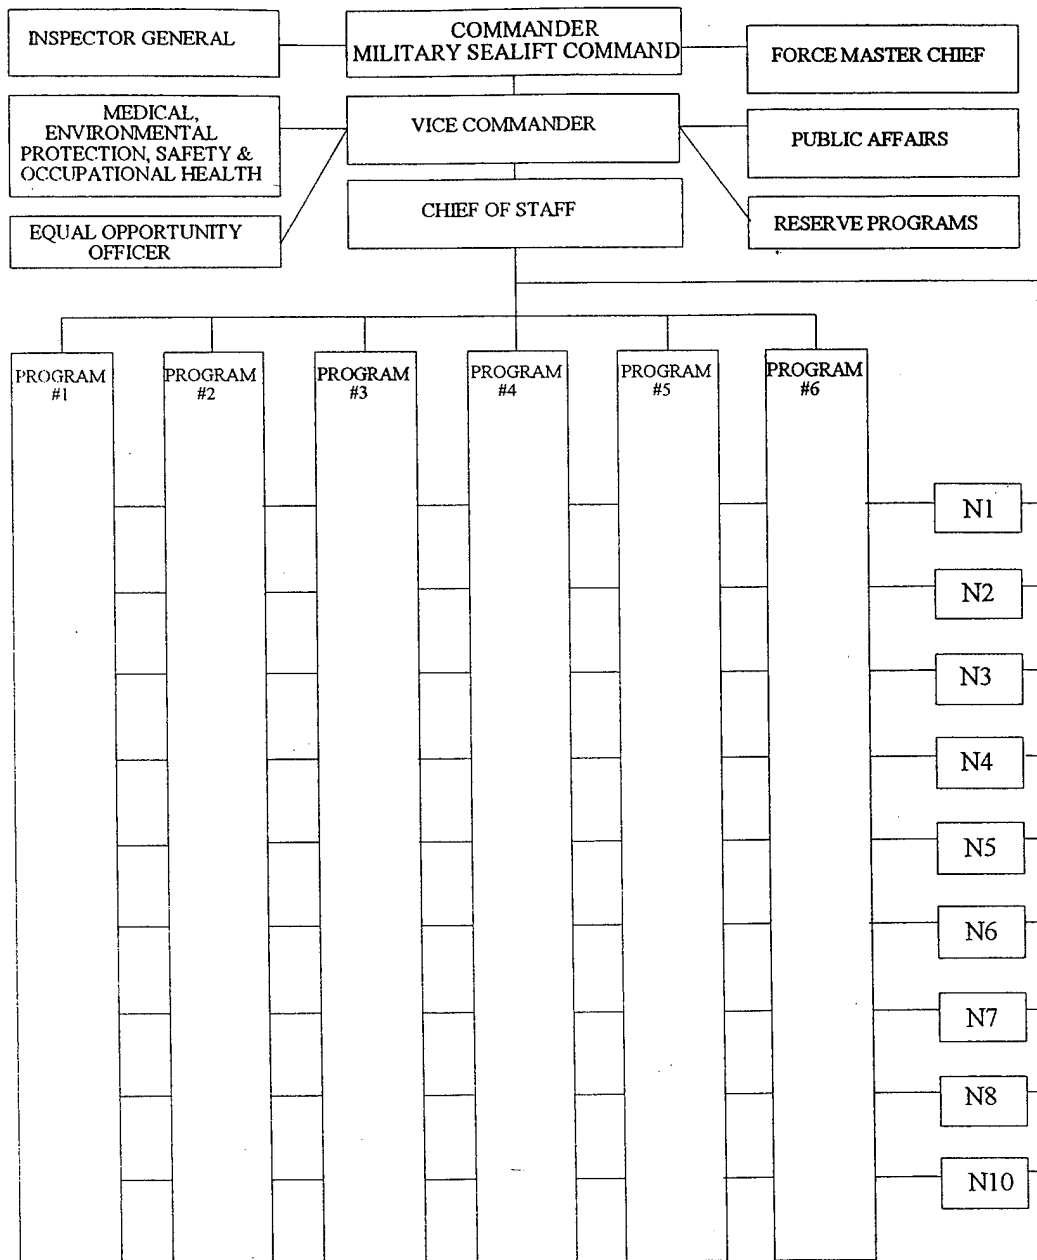 INSPECTOR GENERAL
COMMANDER
MILITARY SEALIFT COMMAND
FORCE MASTER CHIEF
MEDICAL,
ENVIRONMENTAL
PROTECTION, SAFETY &
OCCUPATIONAL HEALTH
VICE COMMANDER
PUBLIC AFFAIRS
EQUAL OPPORTUNITY
OFFICER
CHIEF OF STAFF
RESERVE PROGRAMS
PROGRAM
#1
PROGRAM
#2
PROGRAM
#3
PROGRAM
#4
PROGRAM
#5
PROGRAM
#6
N1
N2
N3
N4
N5
N6
N7
N8
N10